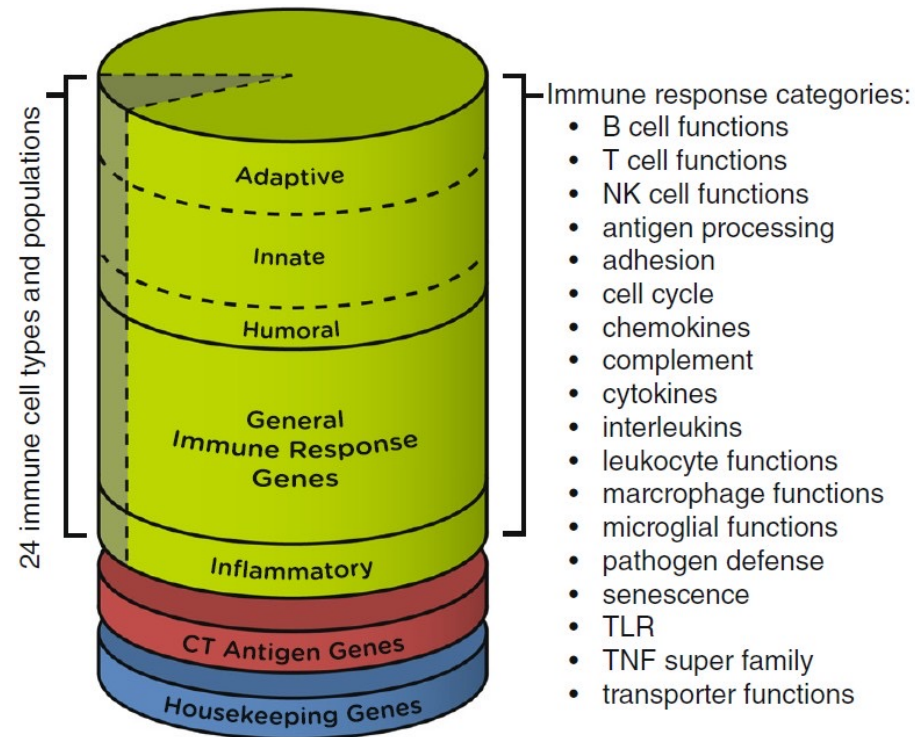 24 immune cell types and populations
Adaptive
Innate
Humoral
General
Immune Response
Genes
Inflammatory
CT Antigen Genes
Housekeeping Genes
Immune response categories:
• B cell functions
• T cell functions
• NK cell functions
• antigen processing
• adhesion
• cell cycle
• chemokines
• complement
• cytokines
• interleukins
• leukocyte functions
• marcrophage functions
• microglial functions
• pathogen defense
• senescence
• TLR
• TNF super family
• transporter functions